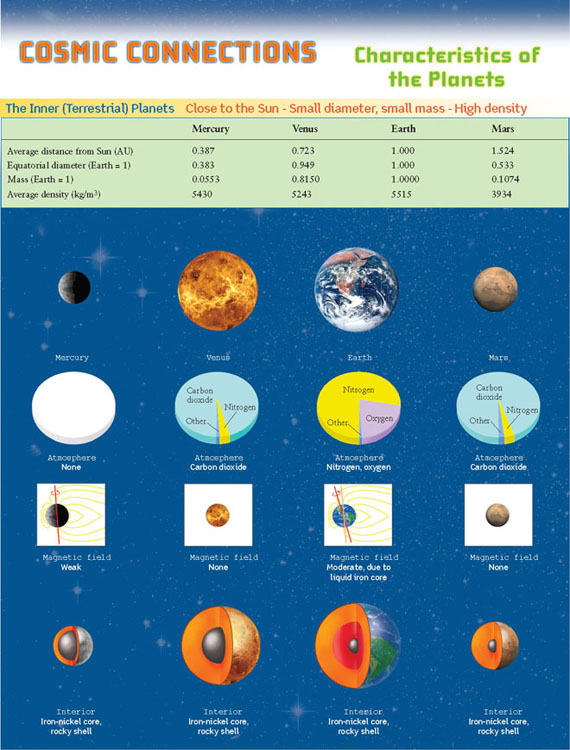 COSMIC CONNECTIONS
Characteristics of
the Planets
The Inner (Terrestrial) Planets Close to the Sun - Small diameter, small mass - High density
Mercury Venus Earth Mars
Average distance from Sun (AU) 0.387 0.723 1.000 1.524
Equatorial diameter (Earth = 1) 0.383 0.949 1.000 0.533
Mass (Earth = 1) 0.0553 0.8150 1.0000 0.1074
Average density (kg/m³) 5430 5243 5515 3934
Mercury Venus Earth Mars
Carbon
dioxide
Nitrogen
Other
Nitrogen
Oxygen
Other
Carbon
dioxide
Nitrogen
Other
Atmosphere Atmosphere Atmosphere Atmosphere
None Carbon dioxide Nitrogen, oxygen Carbon dioxide
Magnetic field Magnetic field Magnetic field Magnetic field
Weak None Moderate, due to None
liquid iron core
Interior Interior Interior Interior
Iron-nickel core, Iron-nickel core, Iron-nickel core, Iron-nickel core,
rocky shell rocky shell rocky shell rocky shell